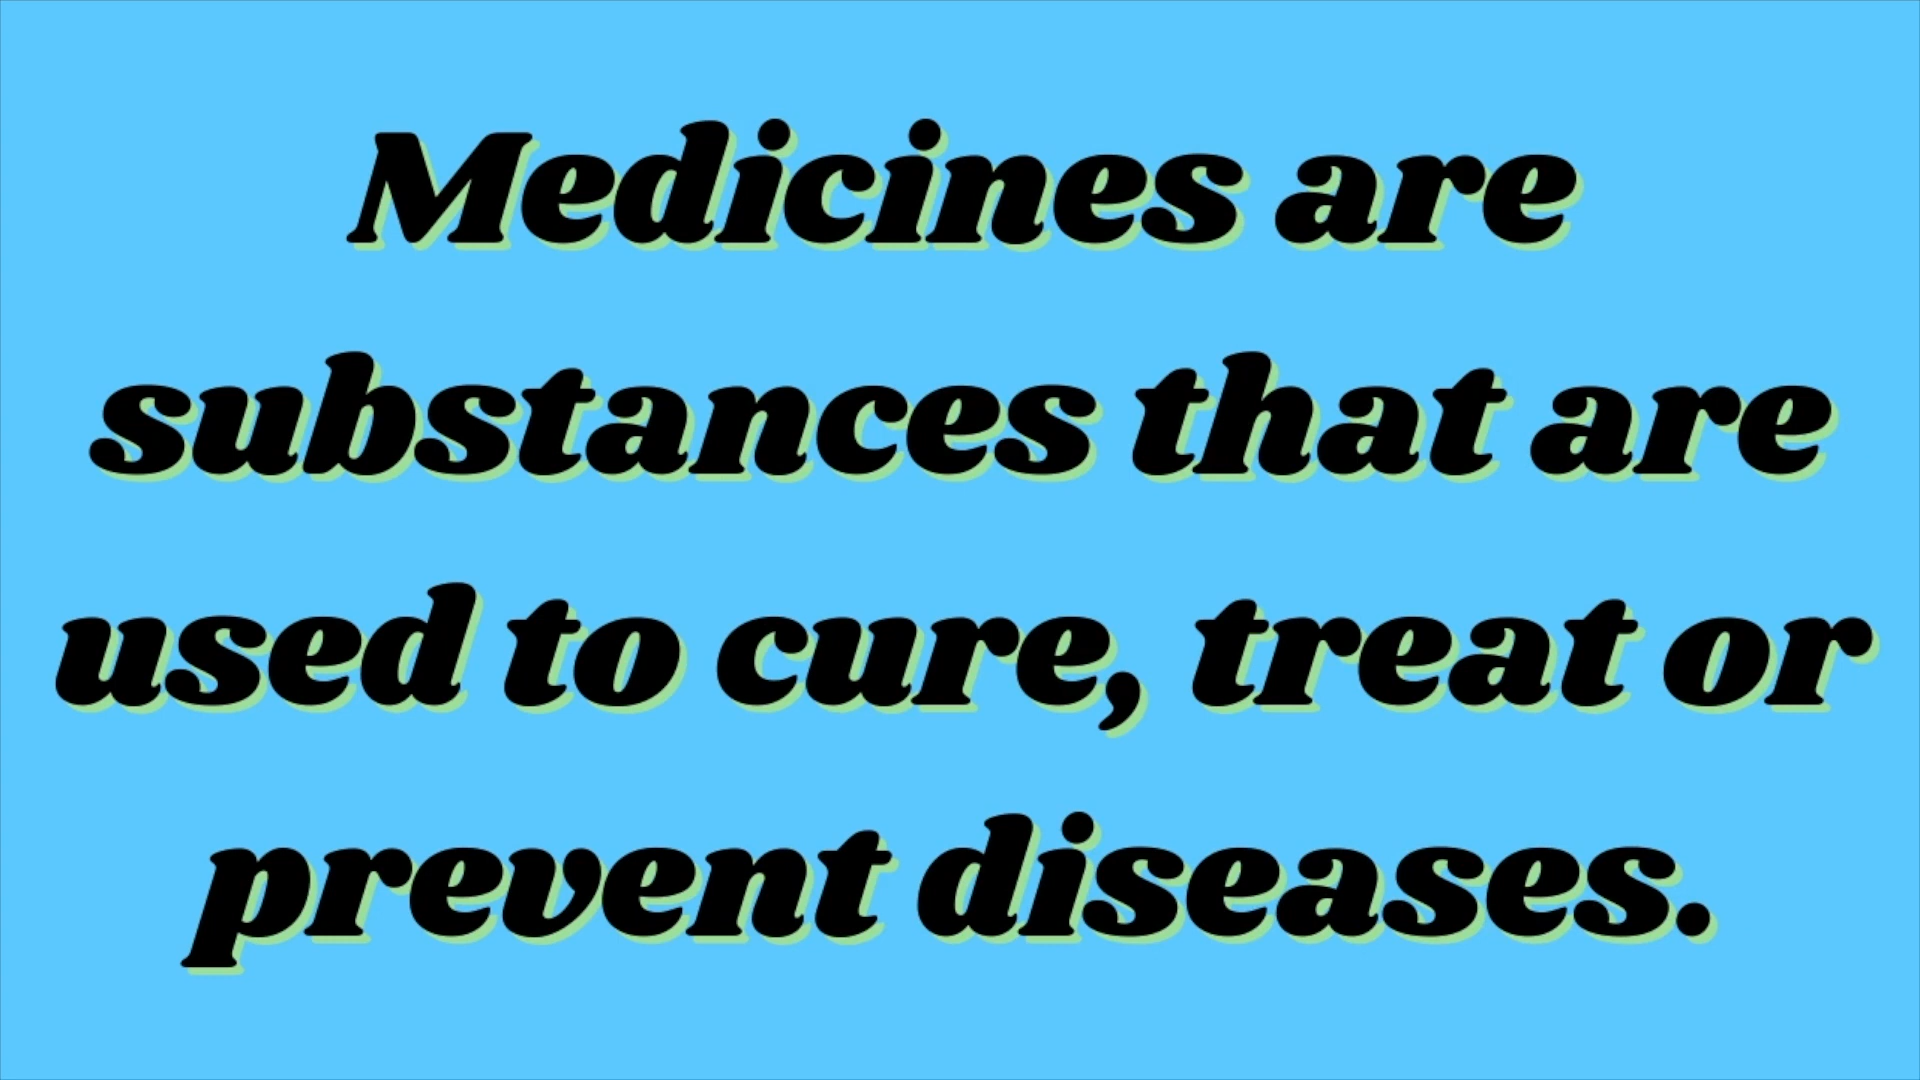 Medicines are
substances that are
used to cure, treat or
prevent diseases.